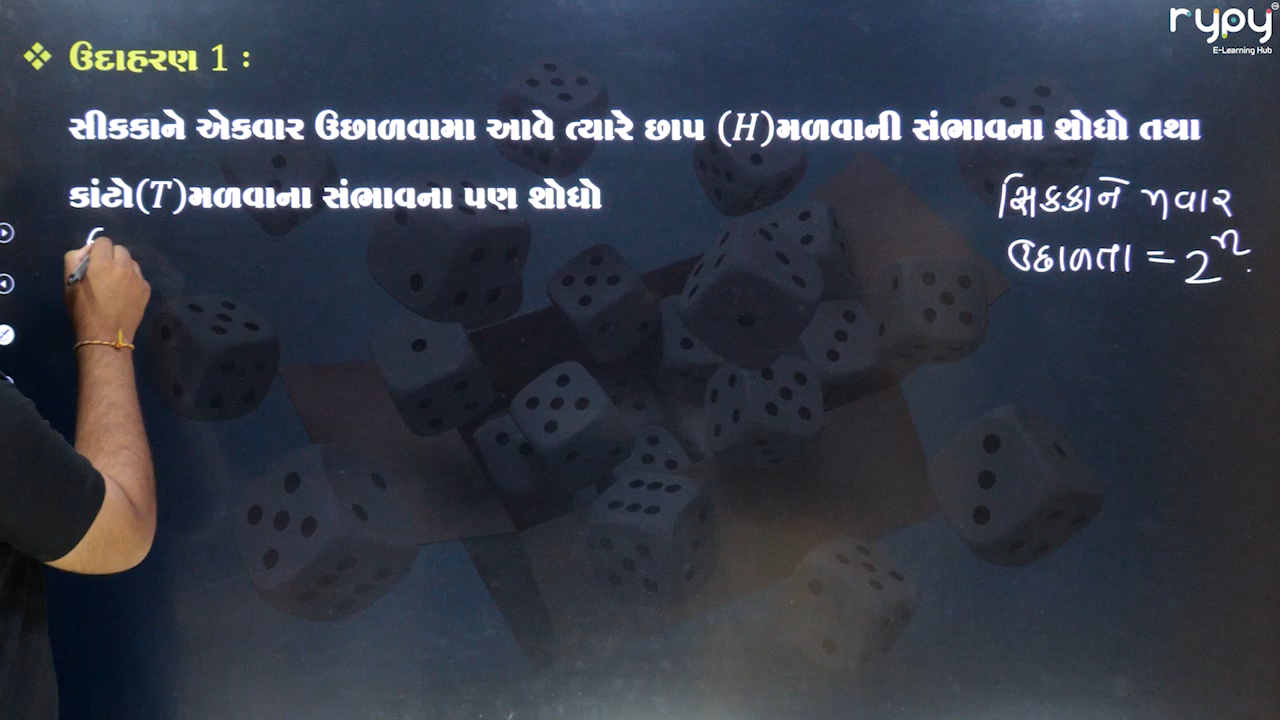 rypy
E-Learning Hub
❖ ઉદાહરણ 1 :
સીકકાને એકવાર ઉછાળવામા આવે ત્યારે છાપ (H)મળવાની સંભાવના શોધો તથા
કાંટો(T)મળવાના સંભાવના પણ શોધો
સિકકાને nવાર
ઉછાળતા = 2ⁿ.